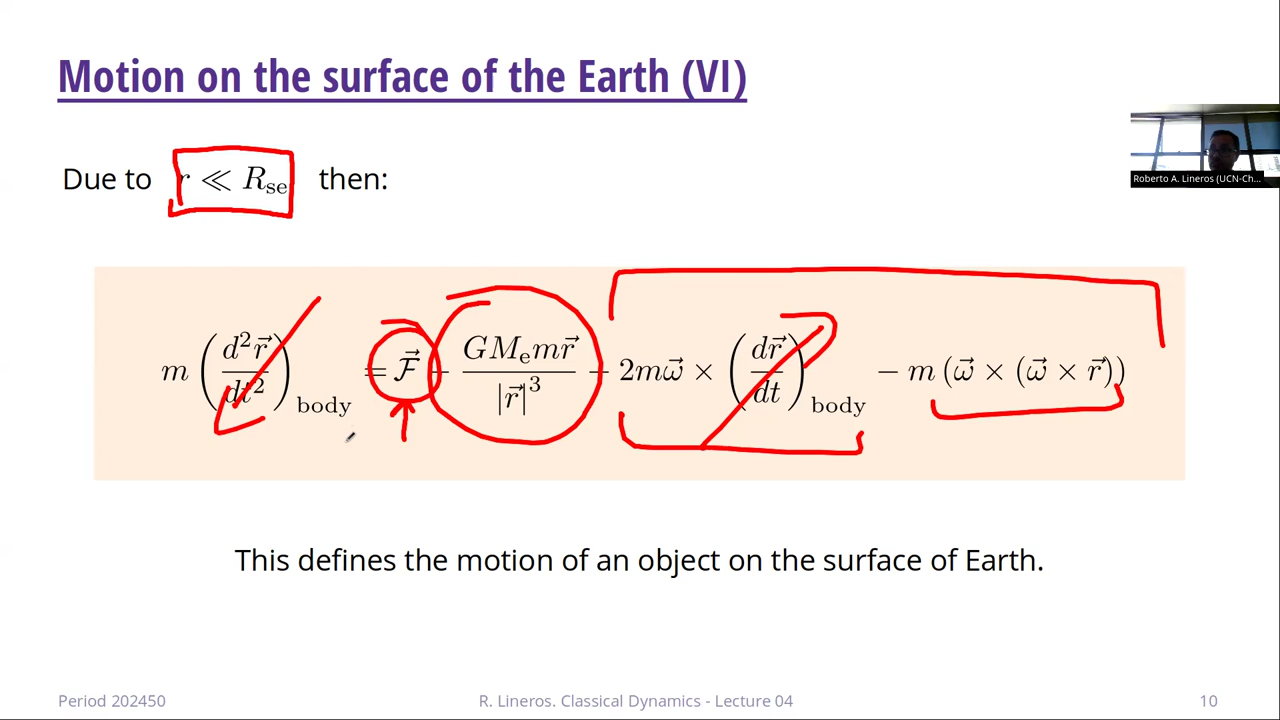 Motion on the surface of the Earth (VI)
Due to r ≪ R_se then:
Roberto A. Lineros (UCN-Ch...
m (d²r⃗/dt²)_body = ℱ⃗ − GM_e m r⃗/|r⃗|³ − 2mω⃗ × (dr⃗/dt)_body − m (ω⃗ × (ω⃗ × r⃗))
This defines the motion of an object on the surface of Earth.
Period 202450
R. Lineros. Classical Dynamics - Lecture 04
10